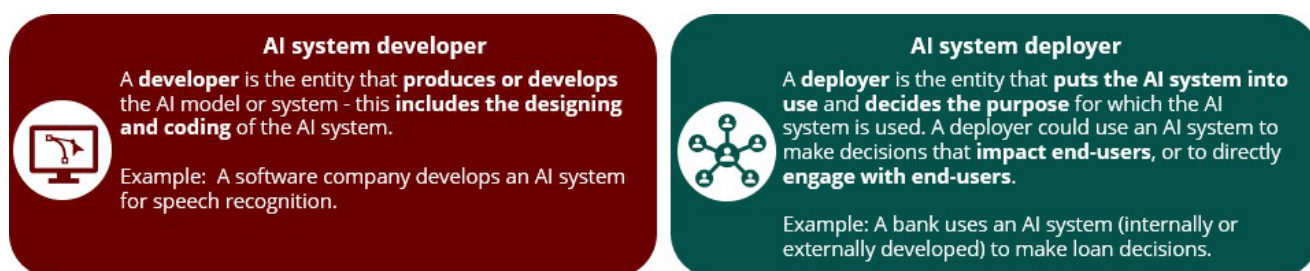 AI system developer
A developer is the entity that produces or develops
the AI model or system - this includes the designing
and coding of the AI system.
Example:  A software company develops an AI system
for speech recognition.
AI system deployer
A deployer is the entity that puts the AI system into
use and decides the purpose for which the AI
system is used. A deployer could use an AI system to
make decisions that impact end-users, or to directly
engage with end-users.
Example: A bank uses an AI system (internally or
externally developed) to make loan decisions.